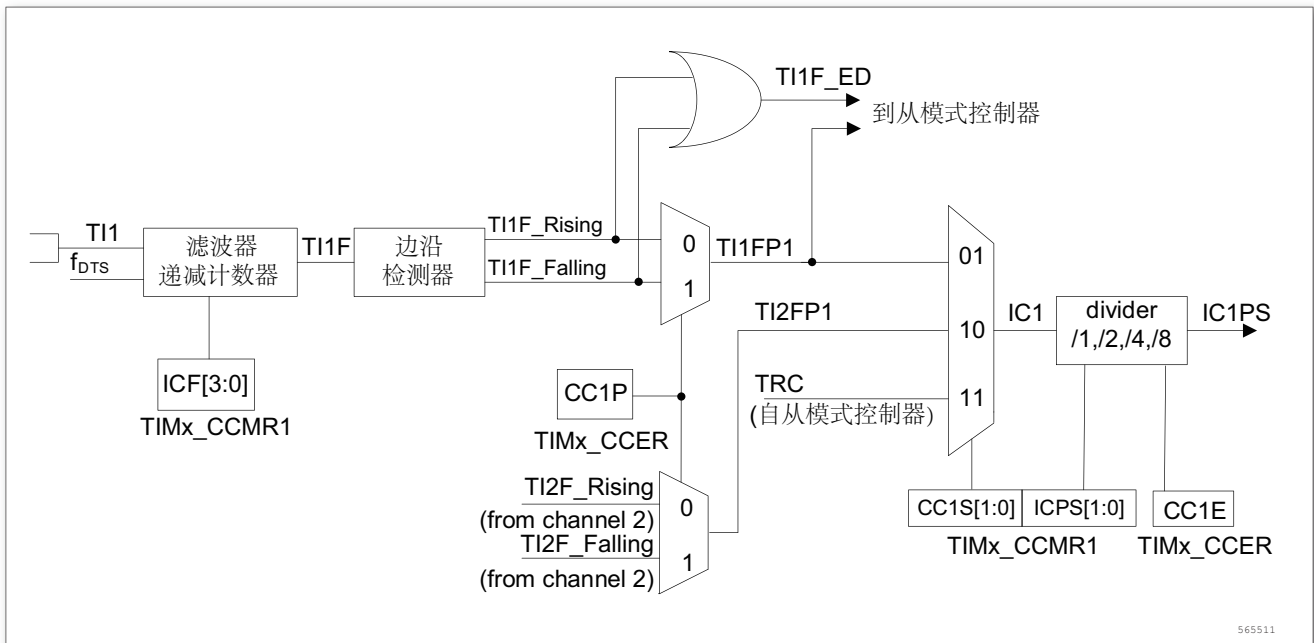 TI1F_ED
到从模式控制器
TI1
fDTS
滤波器
递减计数器
TI1F
边沿
检测器
TI1F_Rising
TI1F_Falling
0
1
TI1FP1
TI2FP1
TRC
(自从模式控制器)
01
10
11
IC1
divider
/1,/2,/4,/8
IC1PS
ICF[3:0]
TIMx_CCMR1
CC1P
TIMx_CCER
TI2F_Rising
(from channel 2)
TI2F_Falling
(from channel 2)
0
1
CC1S[1:0]
ICPS[1:0]
TIMx_CCMR1
CC1E
TIMx_CCER
565511